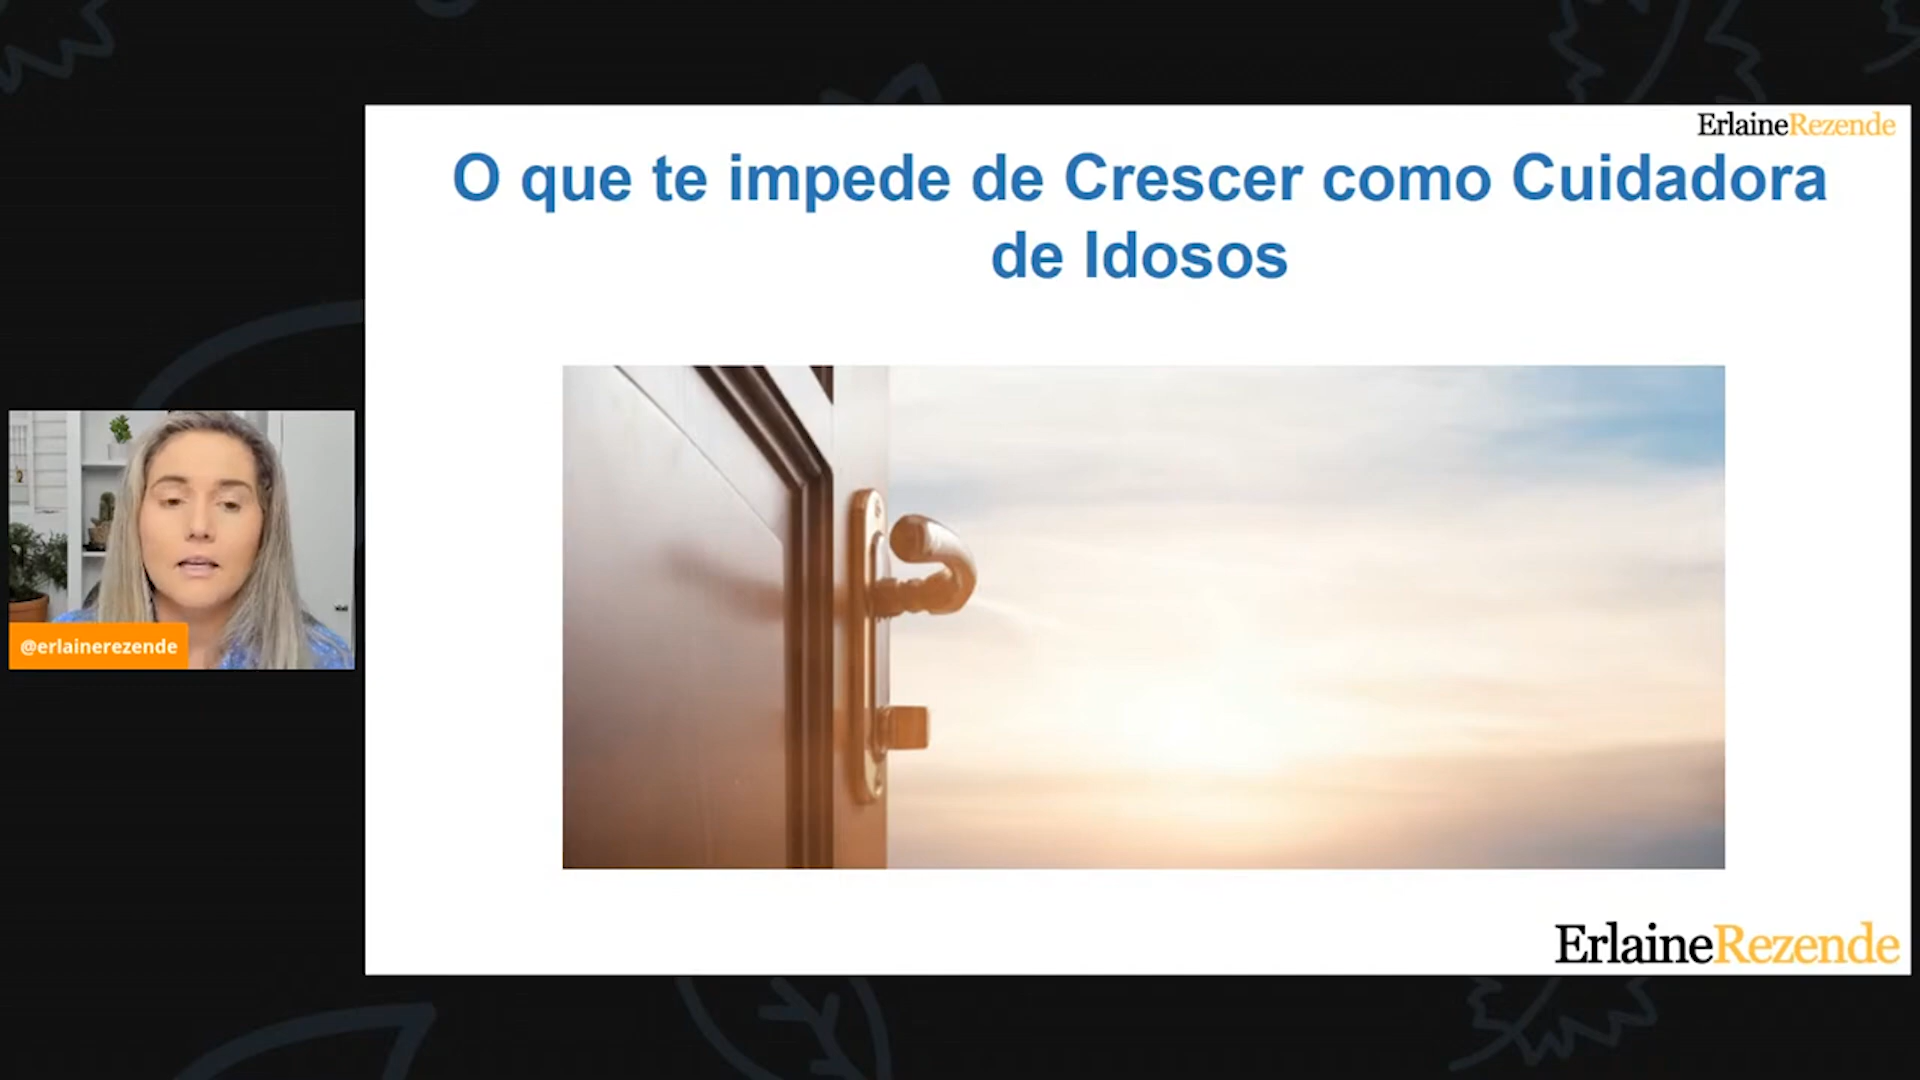 ErlaineRezende
O que te impede de Crescer como Cuidadora
de Idosos
@erlainerezende
ErlaineRezende